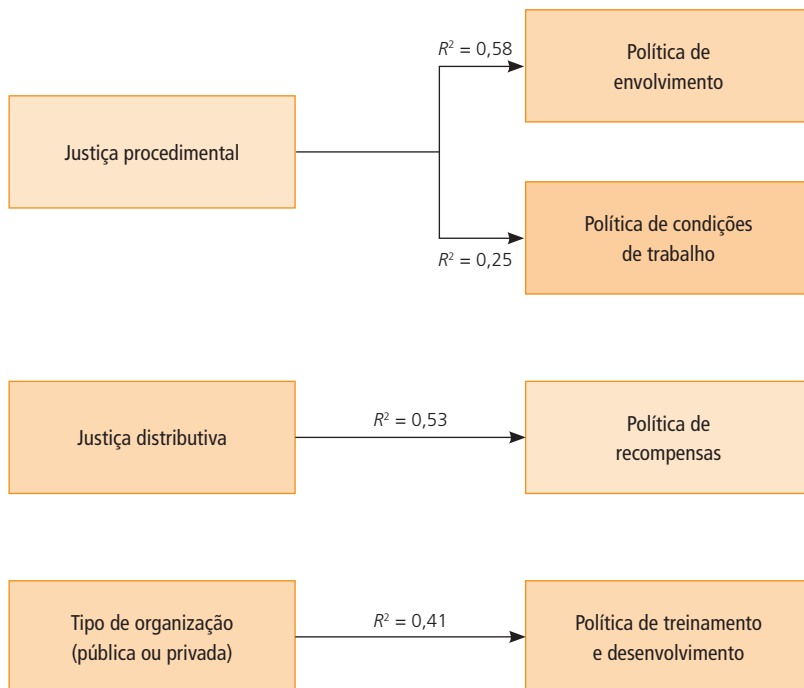 R² = 0,58
Política de
envolvimento
Justiça procedimental
Política de condições
de trabalho
R² = 0,25
Justiça distributiva
R² = 0,53
Política de
recompensas
Tipo de organização
(pública ou privada)
R² = 0,41
Política de treinamento
e desenvolvimento